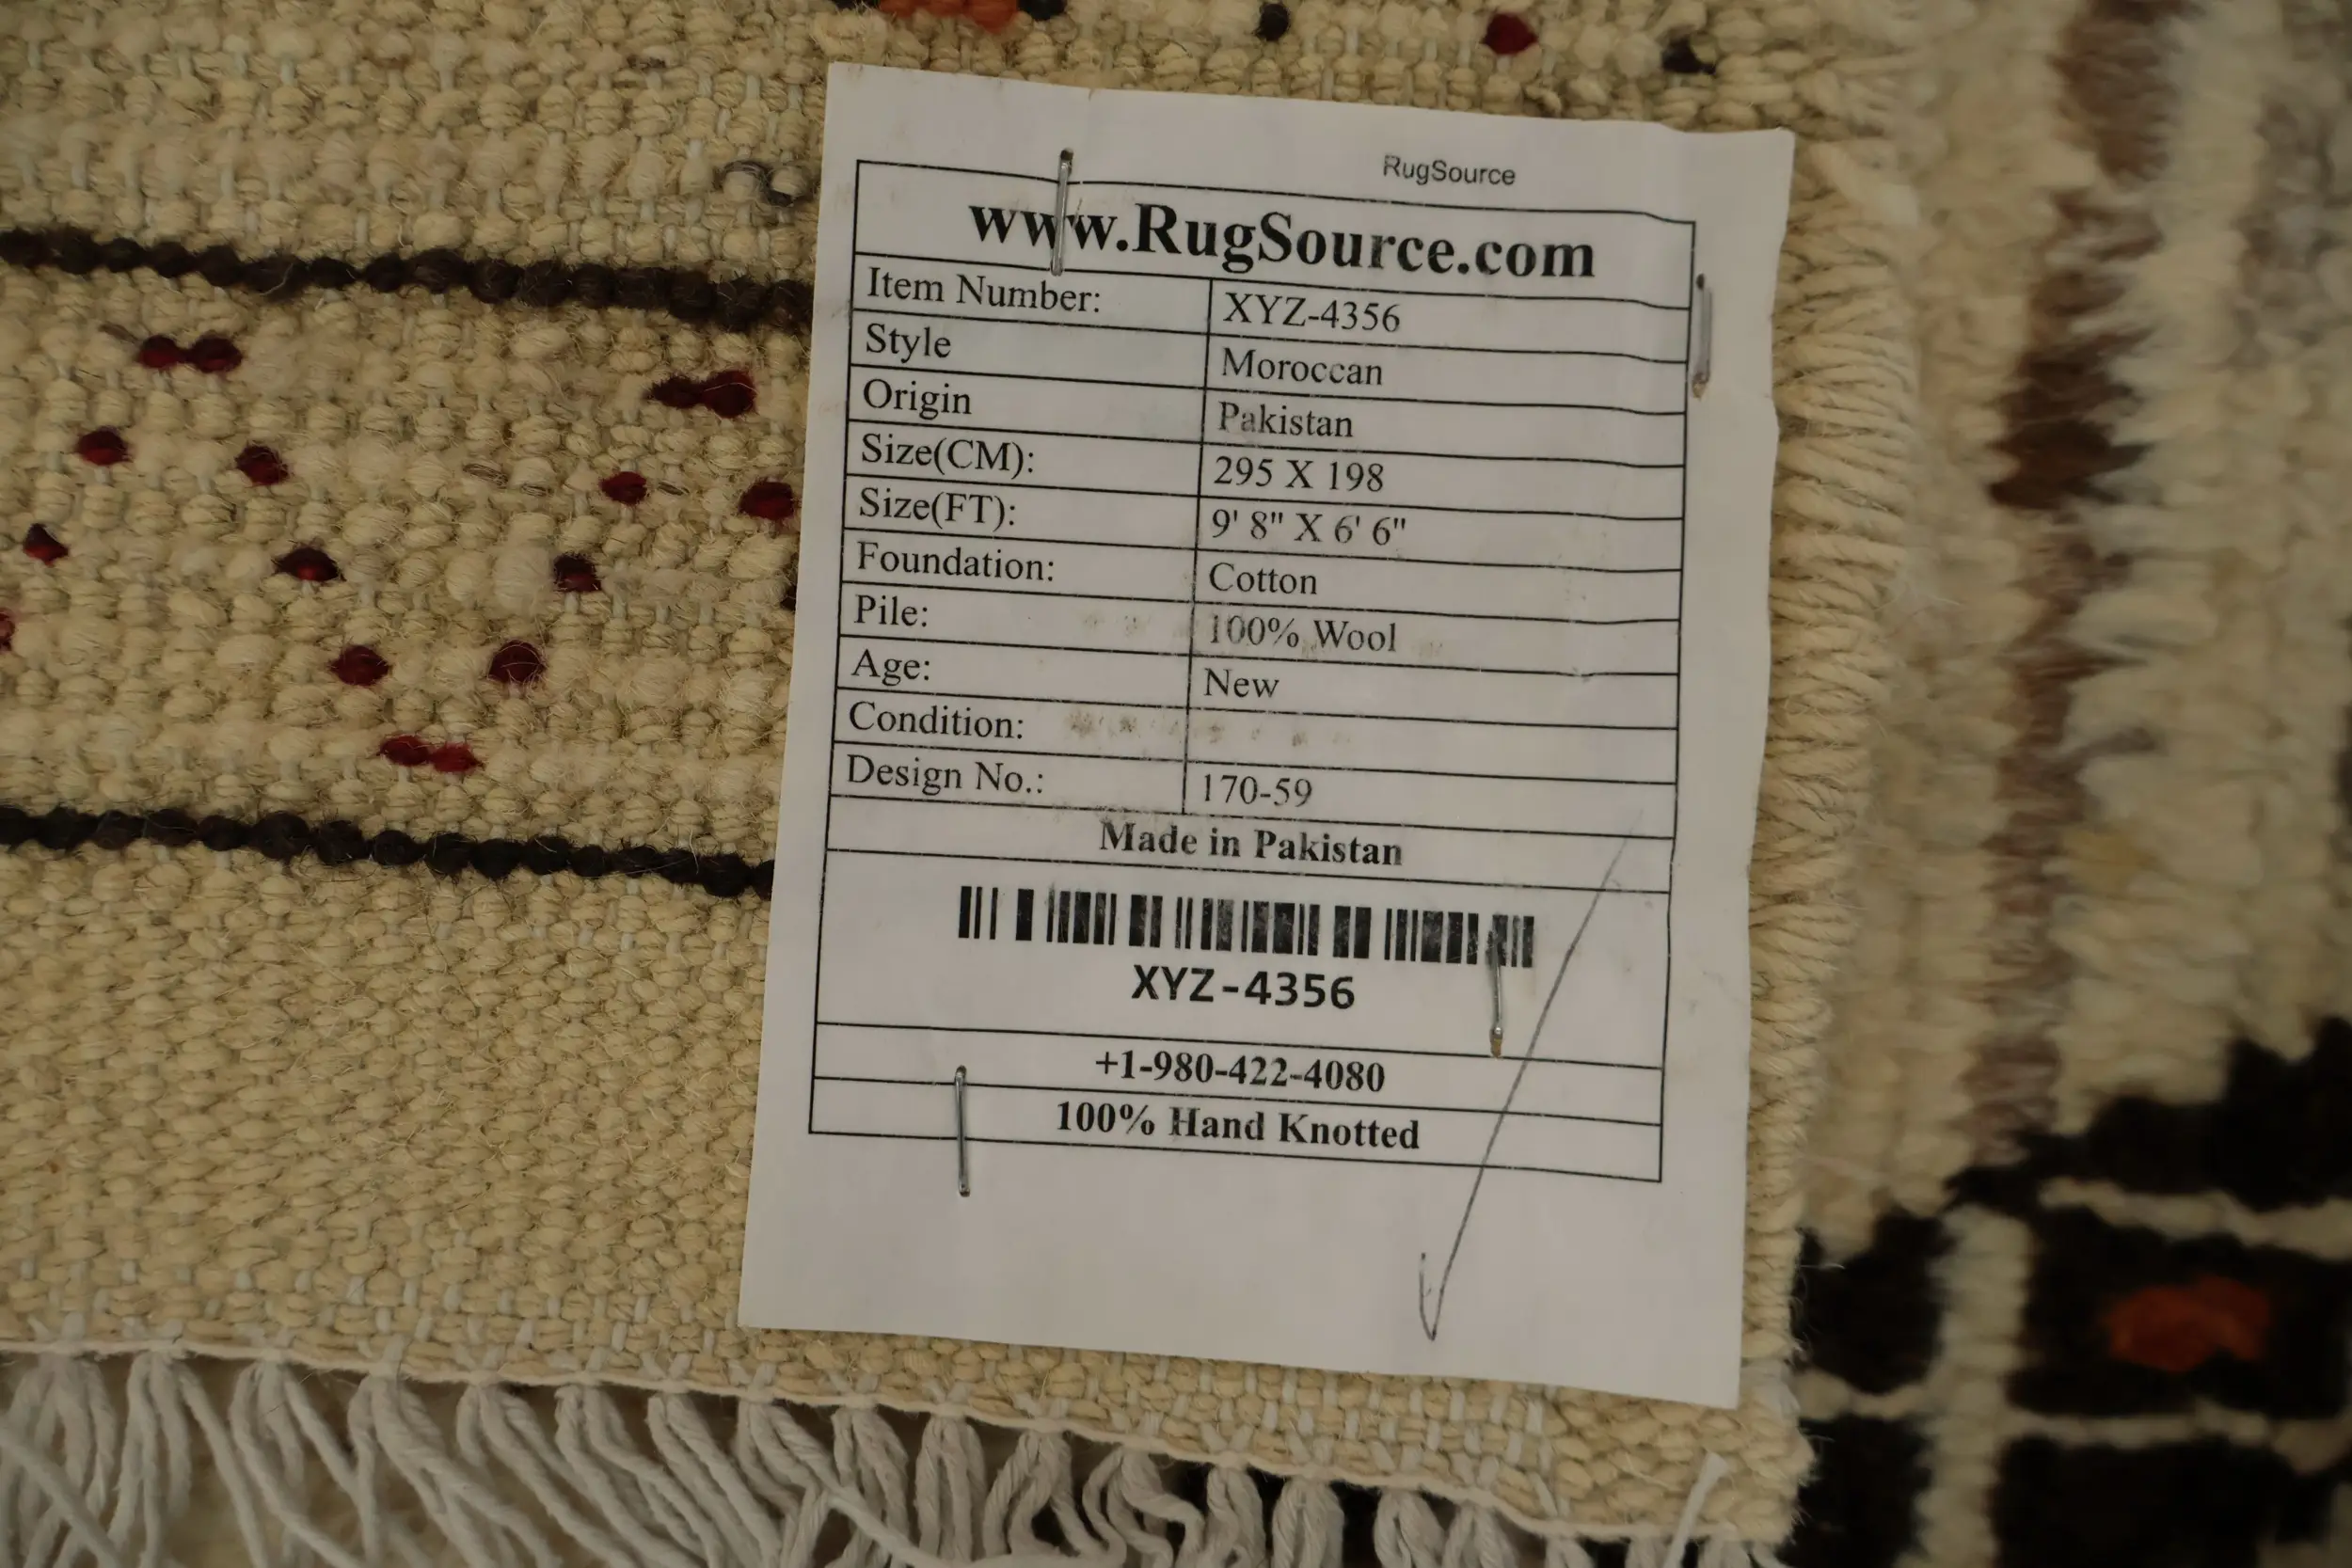 RugSource
www.RugSource.com
Item Number: XYZ-4356
Style Moroccan
Origin Pakistan
Size(CM): 295 X 198
Size(FT): 9' 8" X 6' 6"
Foundation: Cotton
Pile: 100% Wool
Age: New
Condition:
Design No.: 170-59
Made in Pakistan
XYZ-4356
+1-980-422-4080
100% Hand Knotted